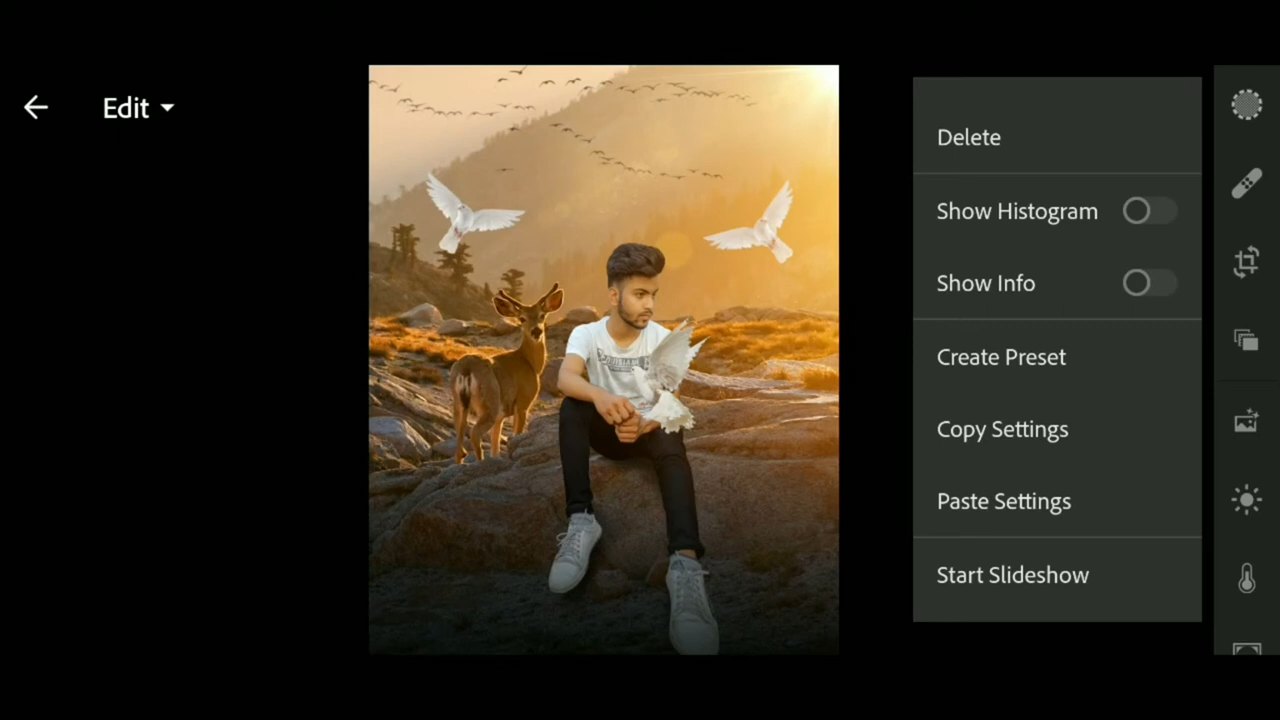 Edit
Delete
Show Histogram
Show Info
Create Preset
Copy Settings
Paste Settings
Start Slideshow